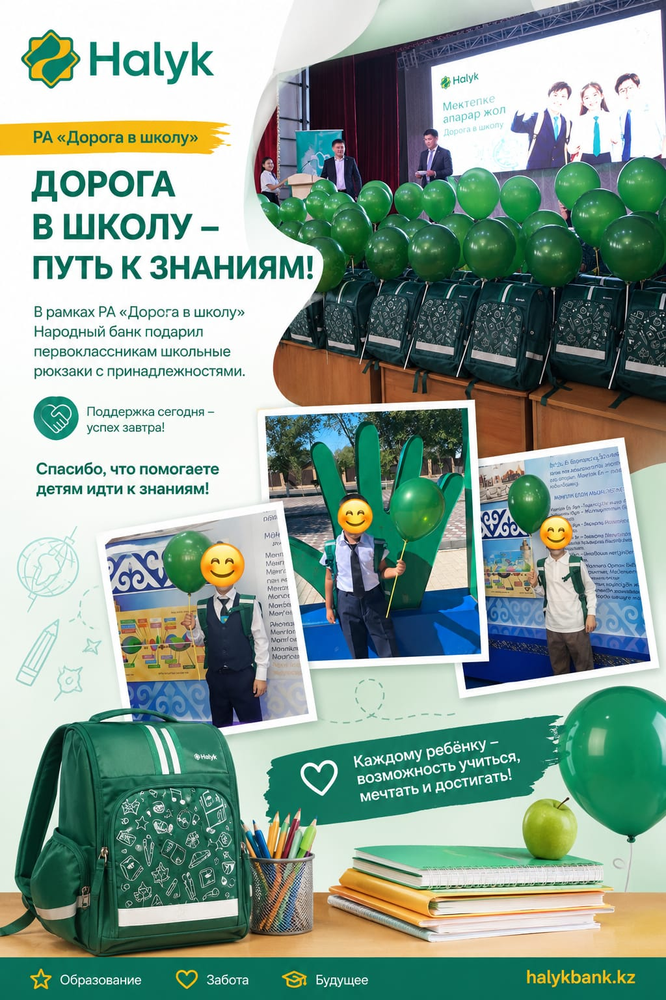 Halyk
РА «Дорога в школу»
ДОРОГА
В ШКОЛУ –
ПУТЬ К ЗНАНИЯМ!
В рамках РА «Дорога в школу»
Народный банк подарил
первоклассникам школьные
рюкзаки с принадлежностями.
Поддержка сегодня –
успех завтра!
Спасибо, что помогаете
детям идти к знаниям!
Halyk
Мектепке
апарар жол
Дорога в школу
Halyk
Каждому ребёнку –
возможность учиться,
мечтать и достигать!
Образование
Забота
Будущее
halykbank.kz